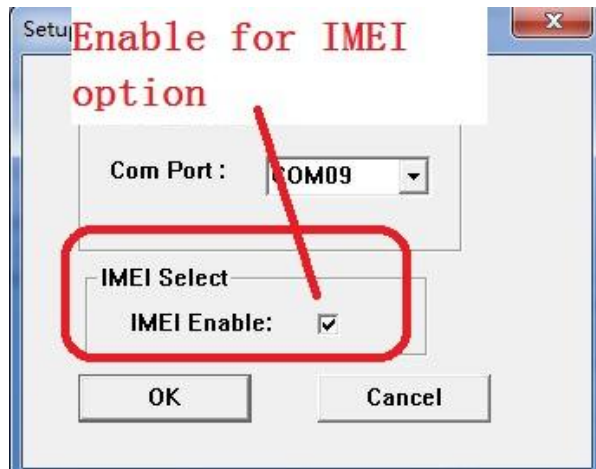 Setu
Enable for IMEI
option
Com Port :
COM09
IMEI Select
IMEI Enable:
OK
Cancel